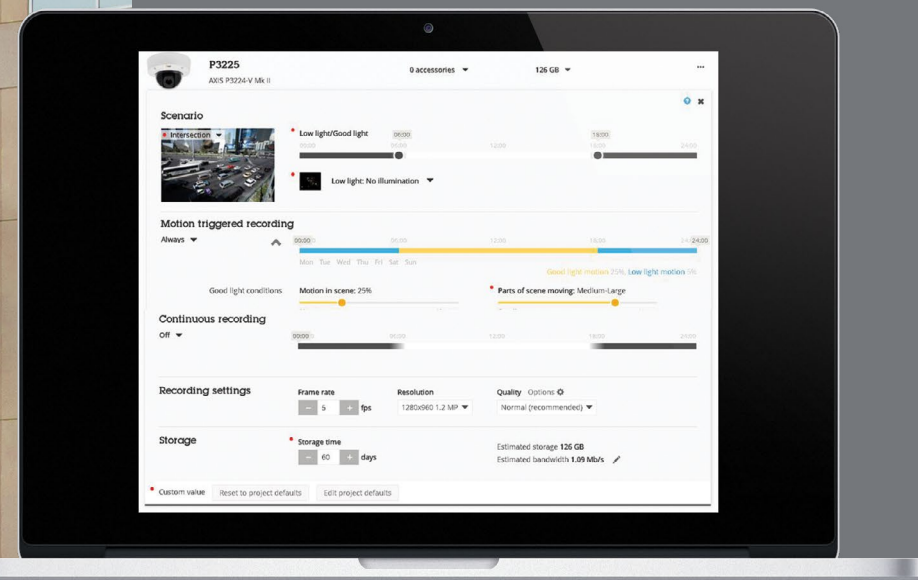 P3225
0 accessories
126 GB
AXIS P3224-V Mk II
Scenario
Intersection
Low light/Good light
06:00
18:00
00:00 06:00 12:00 18:00 24:00
Low light: No illumination
Motion triggered recording
Always
00:00 06:00 12:00 18:00 24:00
Mon Tue Wed Thu Fri Sat Sun
Good light motion 25%, Low light motion 5%
Good light conditions
Motion in scene: 25%
Parts of scene moving: Medium-Large
Continuous recording
Off
00:00 06:00 12:00 18:00 24:00
Recording settings
Frame rate
Resolution
Quality Options
– 5 + fps
1280x960 1.2 MP
Normal (recommended)
Storage
Storage time
– 60 + days
Estimated storage 126 GB
Estimated bandwidth 1.09 Mb/s
Custom value
Reset to project defaults
Edit project defaults